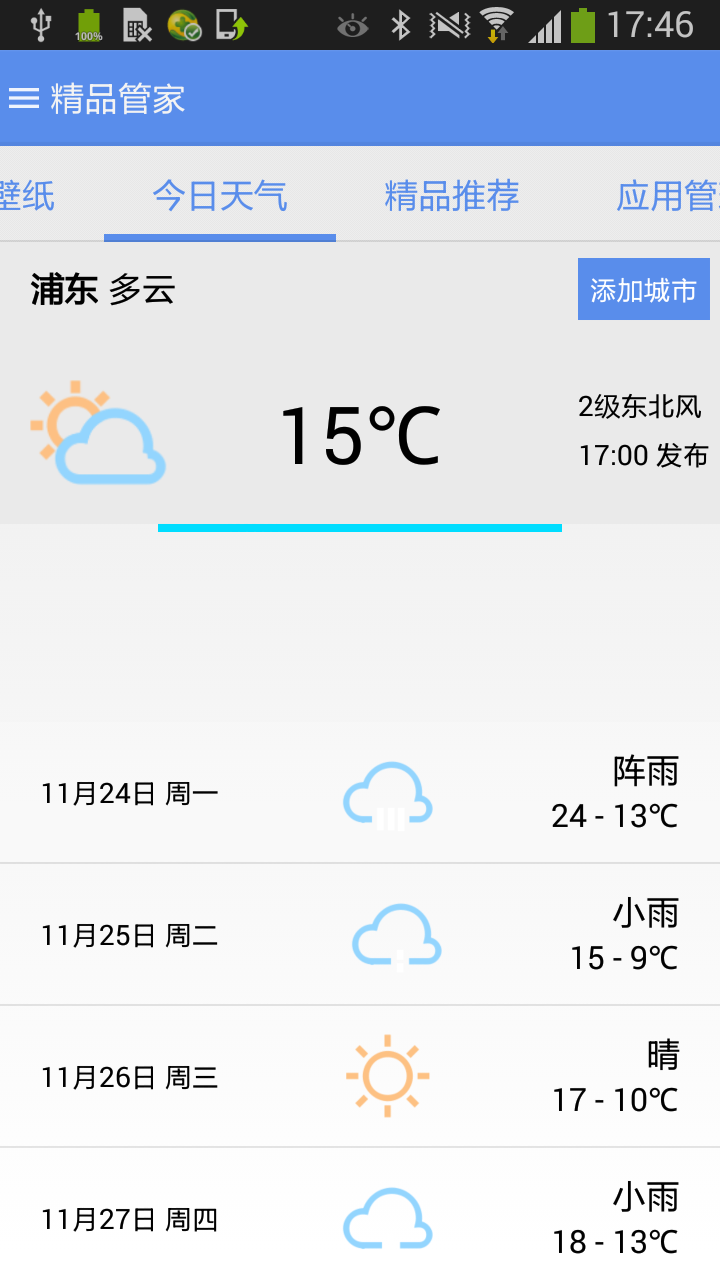 100%
17:46
精品管家
壁纸
今日天气
精品推荐
应用管
浦东 多云
添加城市
15℃
2级东北风
17:00 发布
11月24日 周一
阵雨
24 - 13℃
11月25日 周二
小雨
15 - 9℃
11月26日 周三
晴
17 - 10℃
11月27日 周四
小雨
18 - 13℃